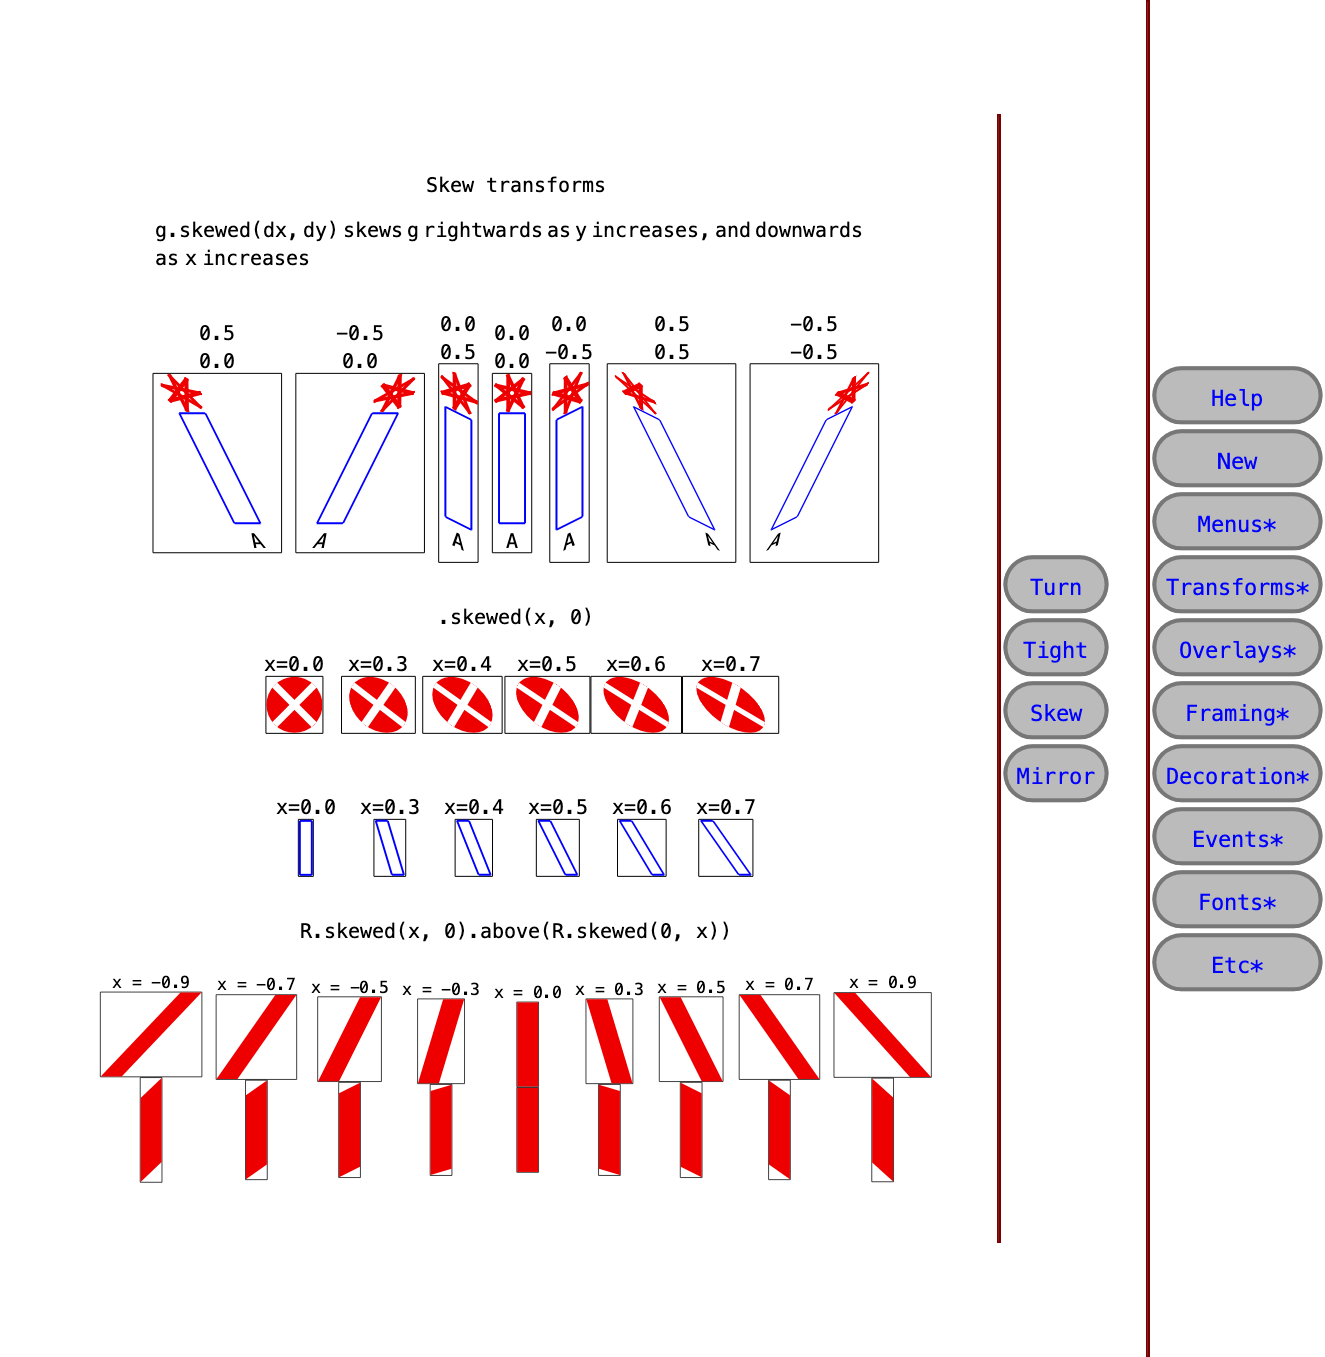 Skew transforms
g.skewed(dx, dy) skews g rightwards as y increases, and downwards
as x increases
0.5 −0.5 0.0 0.0 0.0 0.5 −0.5
0.0 0.0 0.5 0.0 −0.5 0.5 −0.5
A A A A A A A
.skewed(x, 0)
x=0.0 x=0.3 x=0.4 x=0.5 x=0.6 x=0.7
x=0.0 x=0.3 x=0.4 x=0.5 x=0.6 x=0.7
R.skewed(x, 0).above(R.skewed(0, x))
x = −0.9 x = −0.7 x = −0.5 x = −0.3 x = 0.0 x = 0.3 x = 0.5 x = 0.7 x = 0.9
Turn
Tight
Skew
Mirror
Help
New
Menus*
Transforms*
Overlays*
Framing*
Decoration*
Events*
Fonts*
Etc*